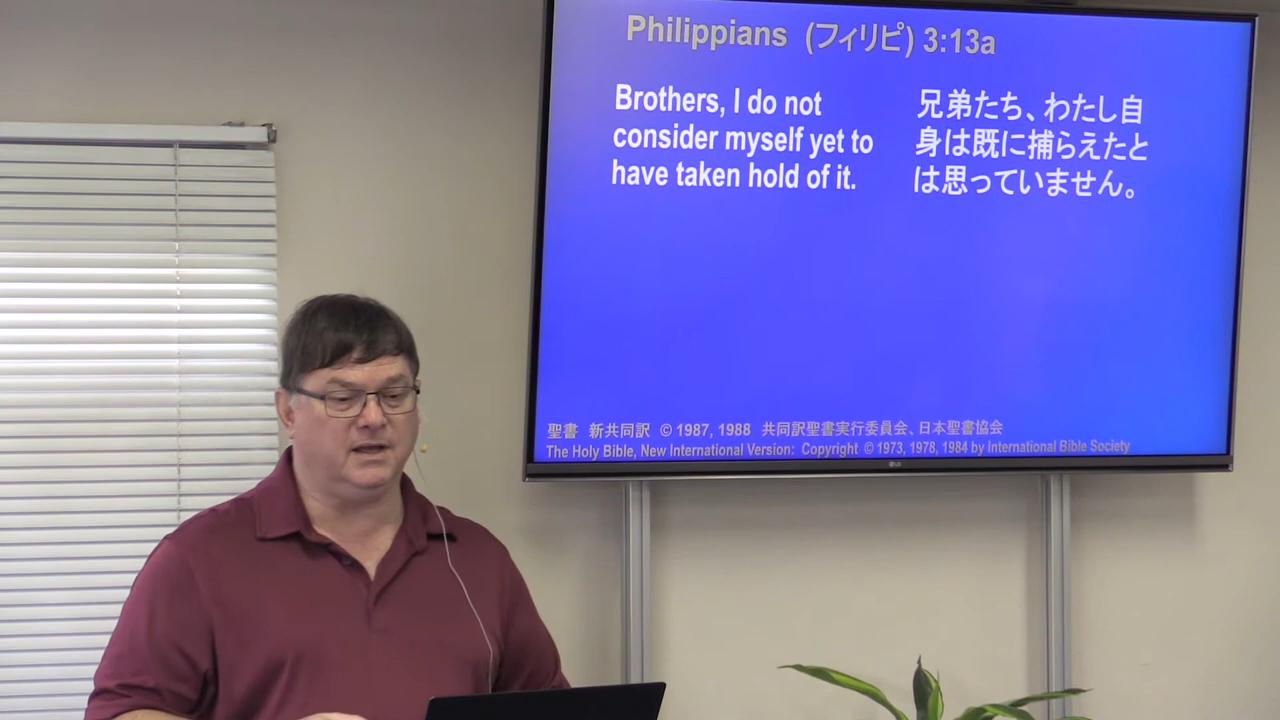 Philippians (フィリピ) 3:13a
Brothers, I do not
consider myself yet to
have taken hold of it.
兄弟たち、わたし自
身は既に捕らえたと
は思っていません。
聖書 新共同訳 © 1987, 1988 共同訳聖書実行委員会、日本聖書協会
The Holy Bible, New International Version: Copyright © 1973, 1978, 1984 by International Bible Society
LG